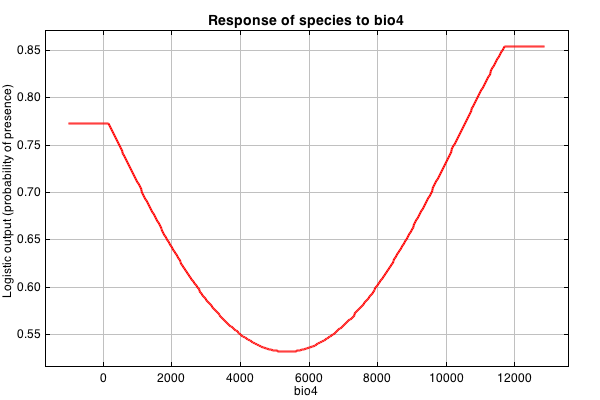 Response of species to bio4
Logistic output (probability of presence)
0.85
0.80
0.75
0.70
0.65
0.60
0.55
0 2000 4000 6000 8000 10000 12000
bio4